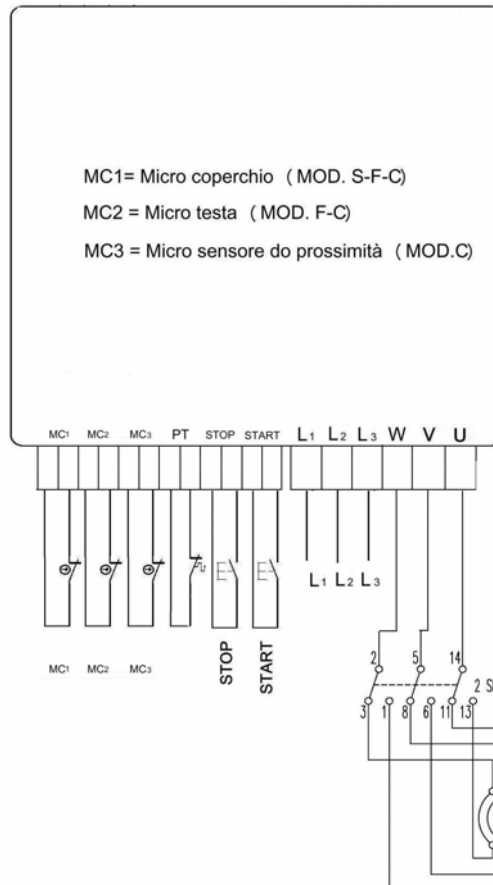 MC1= Micro coperchio ( MOD. S-F-C)
MC2 = Micro testa ( MOD. F-C)
MC3 = Micro sensore do prossimità ( MOD.C)
MC1 MC2 MC3 PT STOP START L1 L2 L3 W V U
L1 L2 L3
MC1 MC2 MC3 STOP START
2 5 14
3 1 8 6 11 13 2